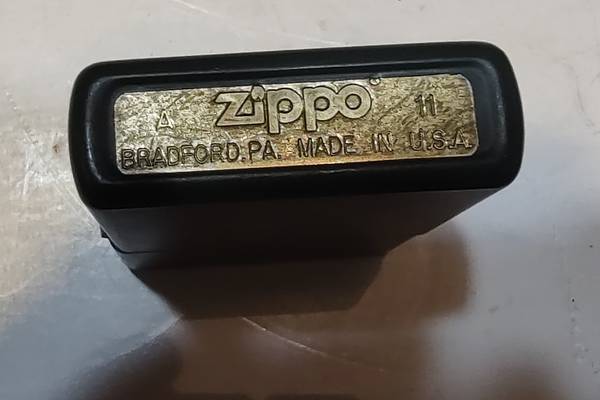 A zippo® 11
BRADFORD, PA. MADE IN U.S.A.